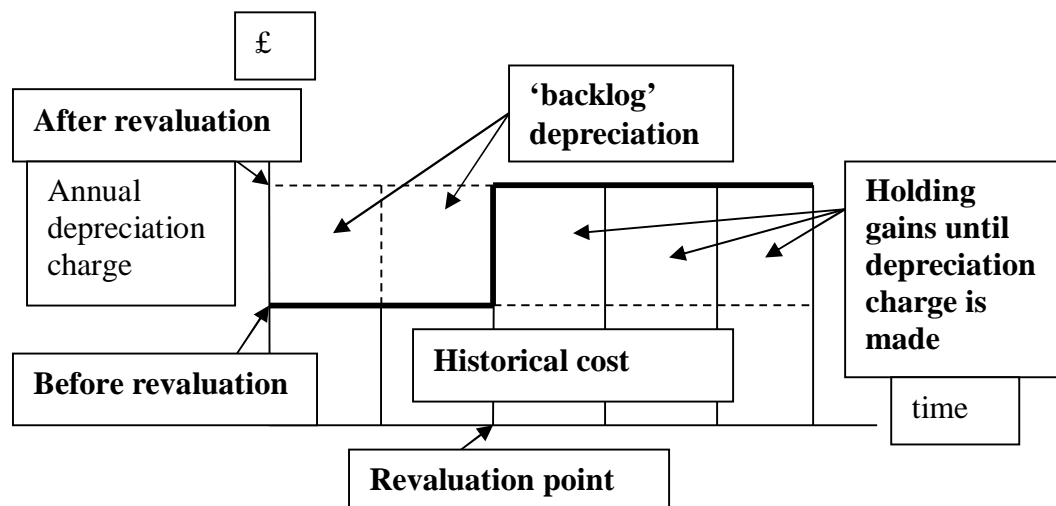 £
After revaluation
‘backlog’
depreciation
Annual
depreciation
charge
Holding
gains until
depreciation
charge is
made
Before revaluation
Historical cost
time
Revaluation point